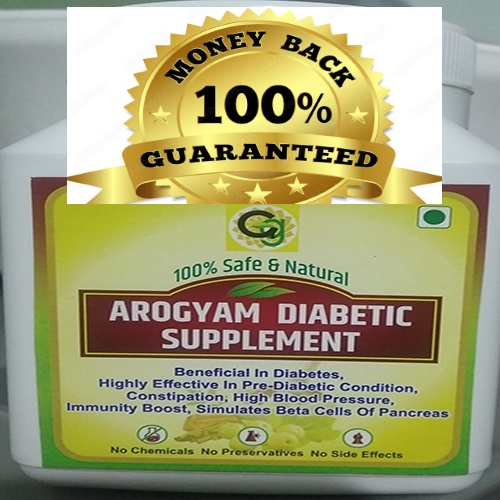 MONEY BACK
100%
GUARANTEED
Gg
100% Safe & Natural
AROGYAM DIABETIC
SUPPLEMENT
Beneficial In Diabetes,
Highly Effective In Pre-Diabetic Condition,
Constipation, High Blood Pressure,
Immunity Boost, Simulates Beta Cells Of Pancreas
No Chemicals No Preservatives No Side Effects